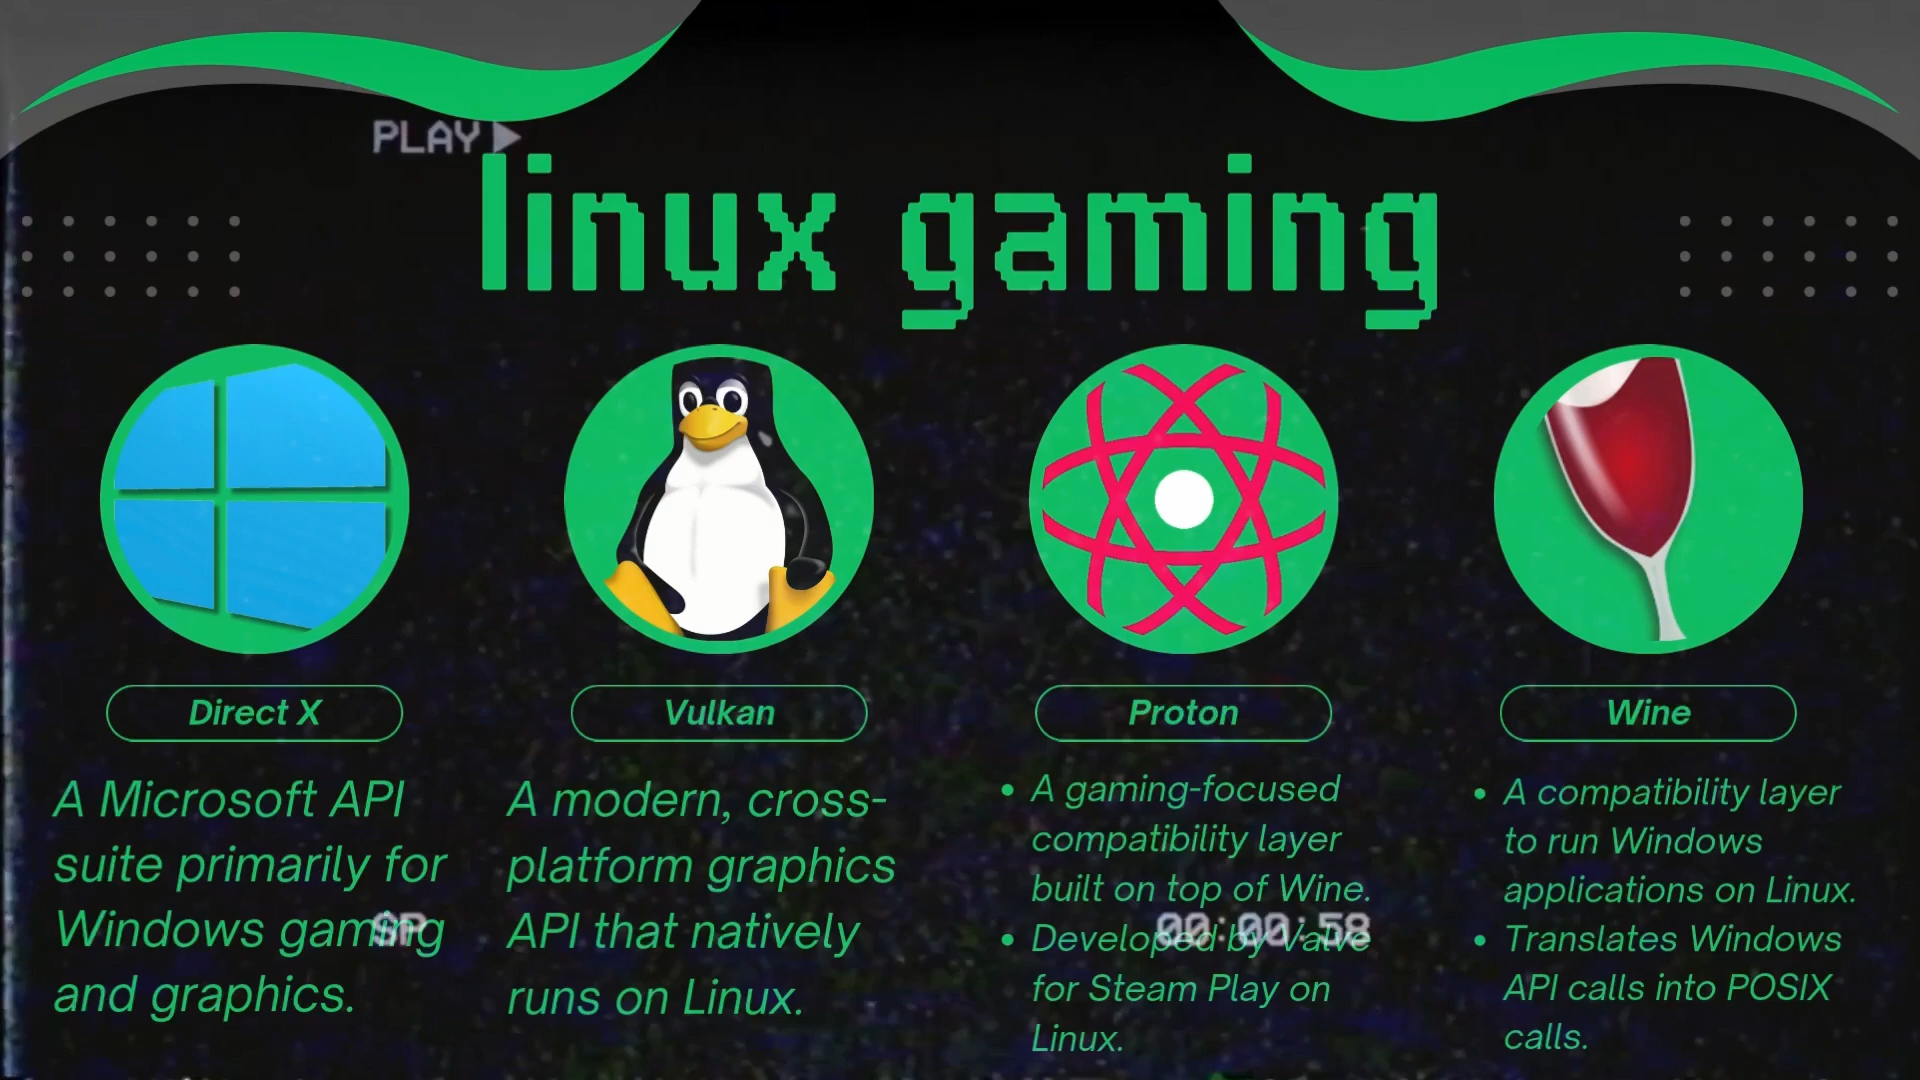 PLAY
linux gaming
Direct X
Vulkan
Proton
Wine
A Microsoft API
suite primarily for
Windows gaming
and graphics.
A modern, cross-
platform graphics
API that natively
runs on Linux.
• A gaming-focused
compatibility layer
built on top of Wine.
• Developed by Valve
for Steam Play on
Linux.
• A compatibility layer
to run Windows
applications on Linux.
• Translates Windows
API calls into POSIX
calls.
SP
00:00:58